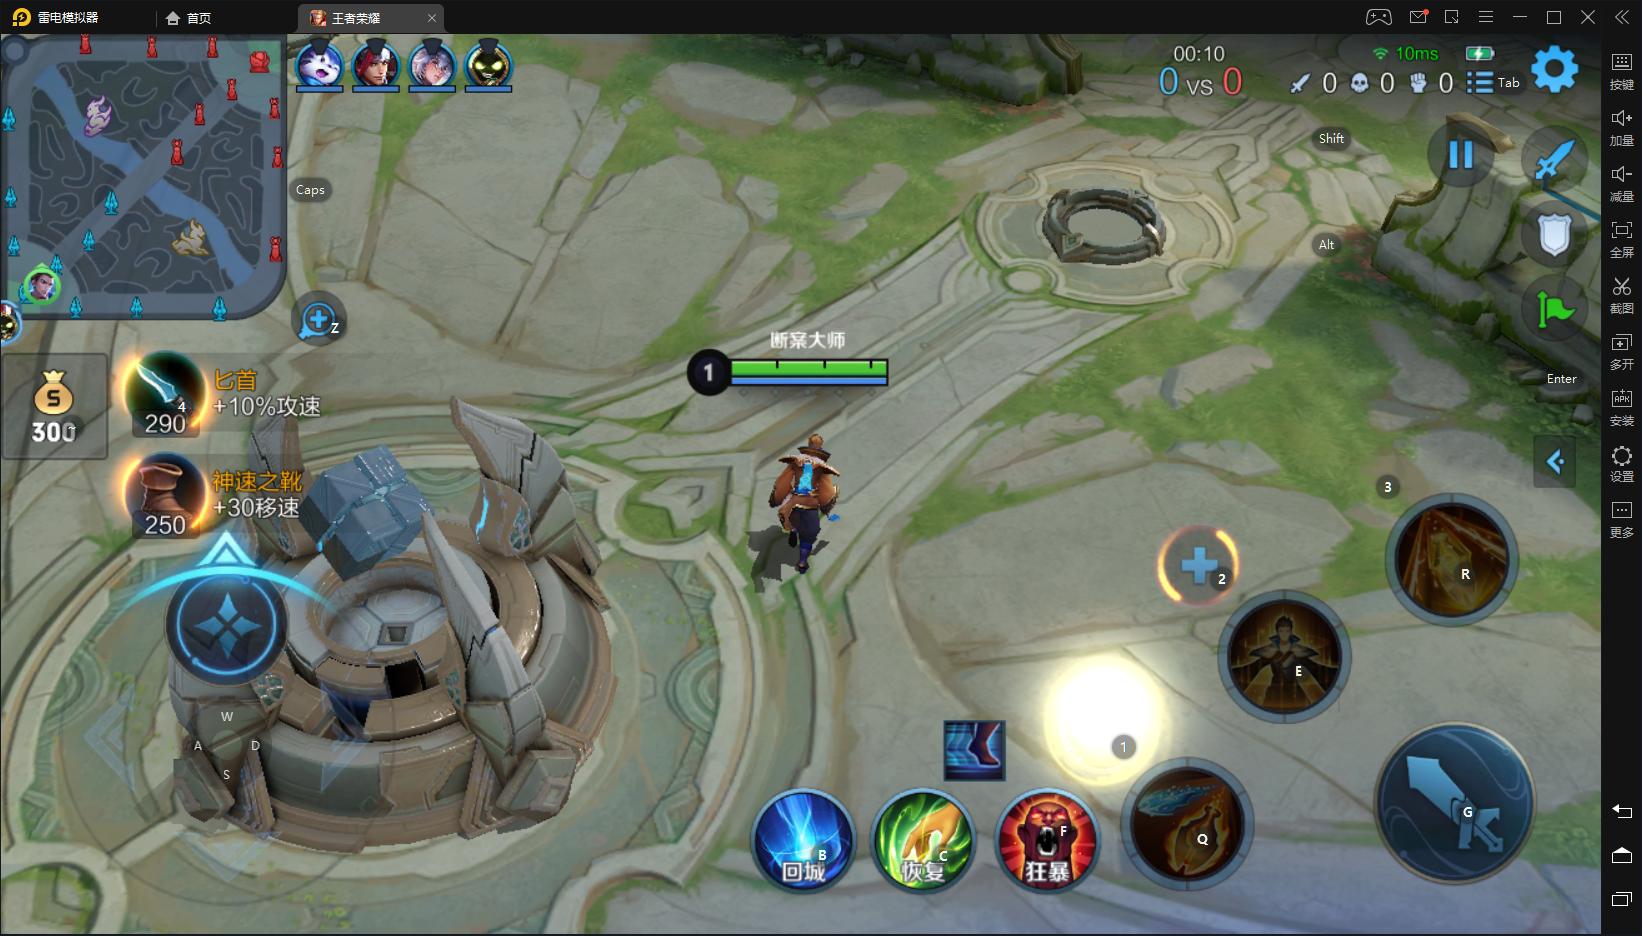 雷电模拟器
首页
王者荣耀
00:10
10ms
0 VS 0
0
0
0
Tab
按键
加量
减量
全屏
截图
多开
安装
设置
更多
Shift
Caps
Alt
Z
Enter
断案大师
1
S
300
匕首
+10%攻速
4
290
神速之靴
+30移速
250
3
R
2
E
W
A
D
S
1
G
Q
B
回城
C
恢复
F
狂暴
APK